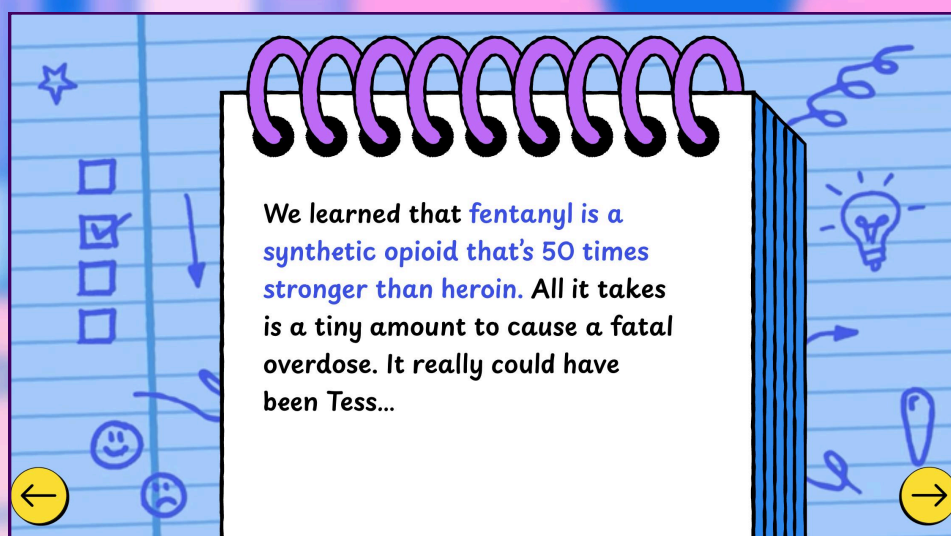 We learned that fentanyl is a
synthetic opioid that's 50 times
stronger than heroin. All it takes
is a tiny amount to cause a fatal
overdose. It really could have
been Tess...